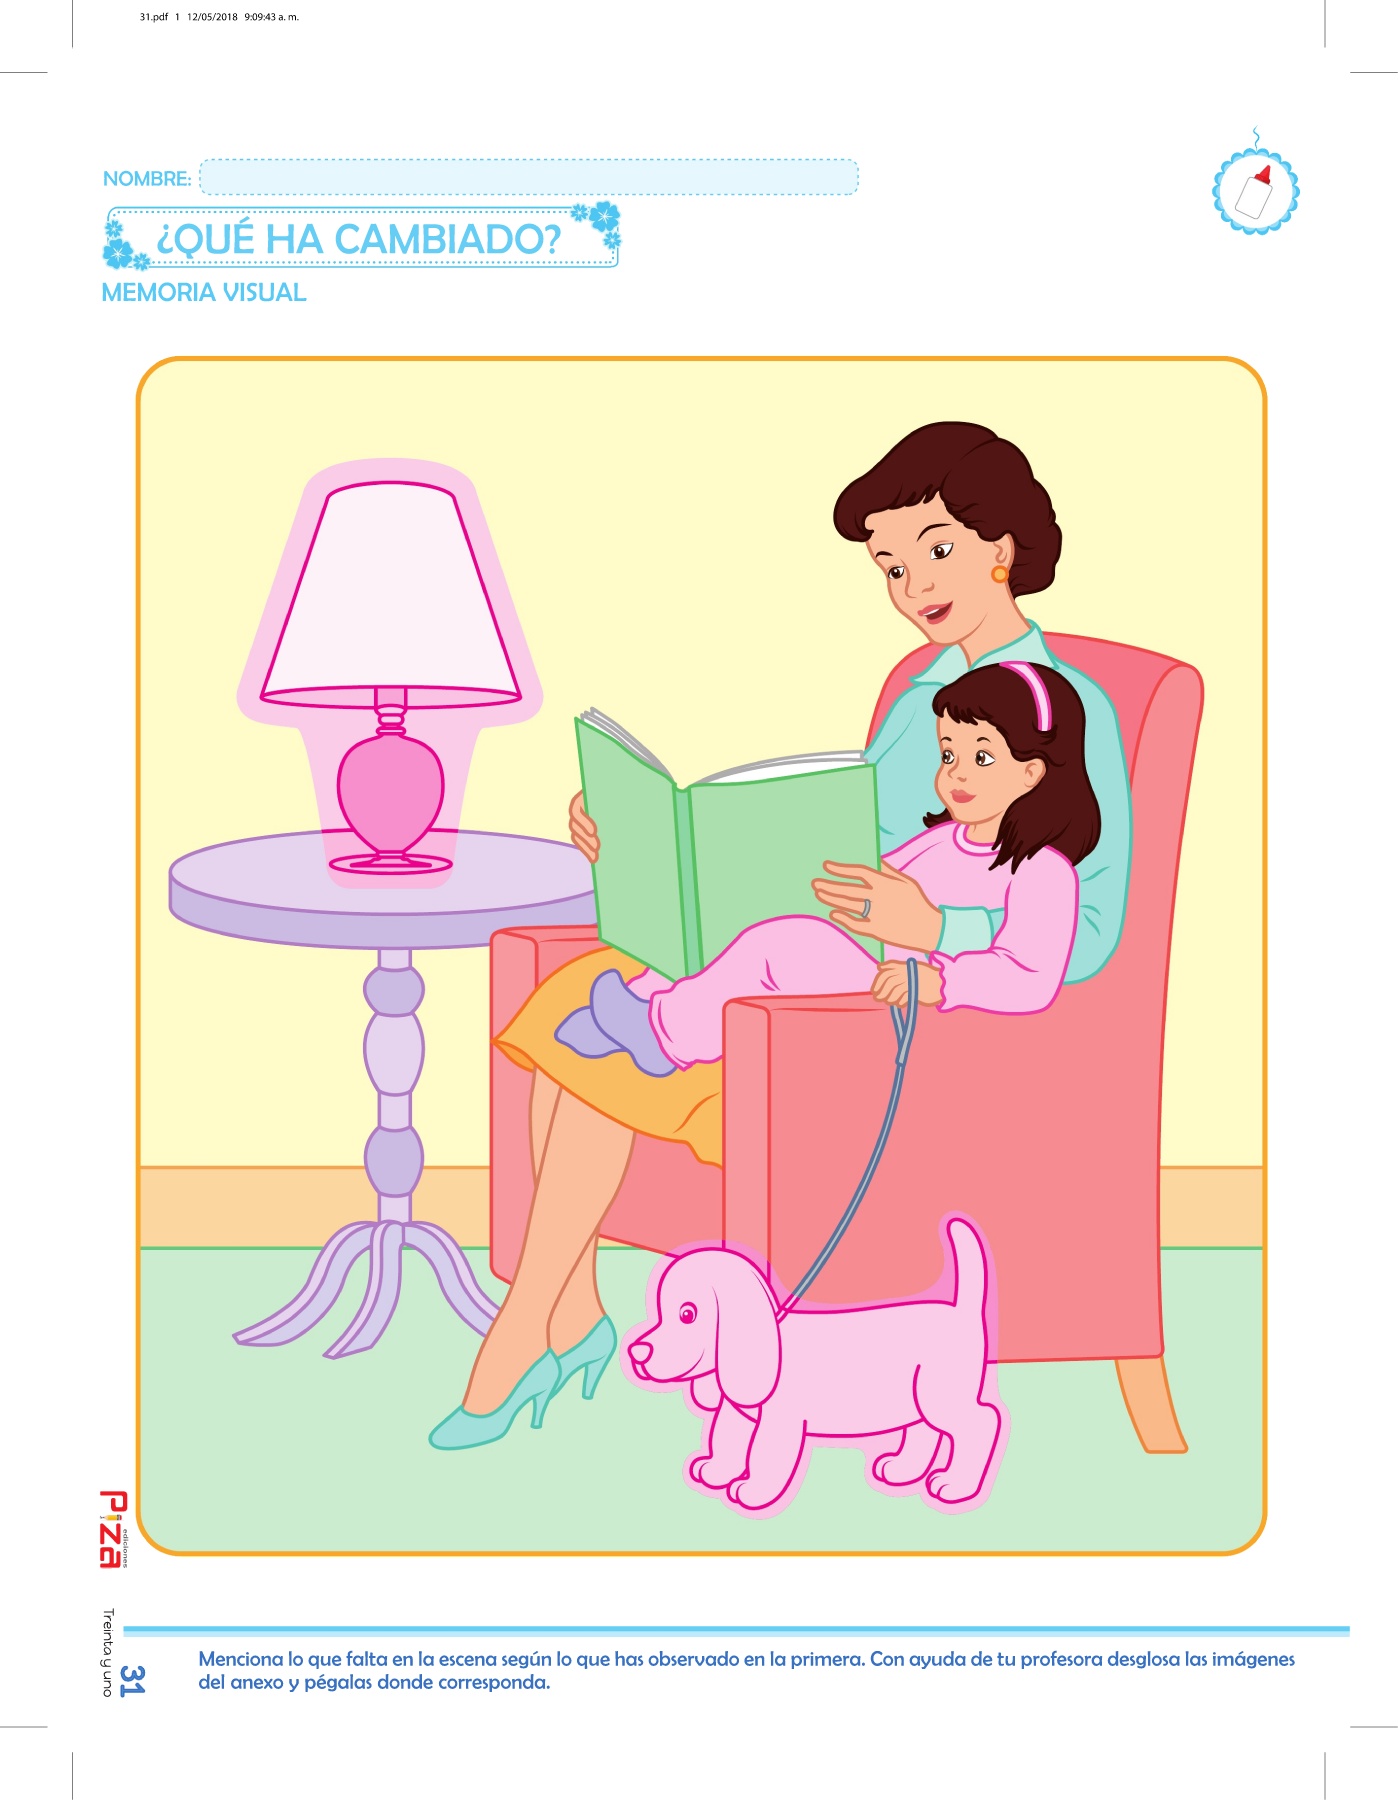 31.pdf 1 12/05/2018 9:09:43 a. m.
NOMBRE:
¿QUÉ HA CAMBIADO?
MEMORIA VISUAL
Piza
ediciones
Treinta y uno
31
Menciona lo que falta en la escena según lo que has observado en la primera. Con ayuda de tu profesora desglosa las imágenes
del anexo y pégalas donde corresponda.